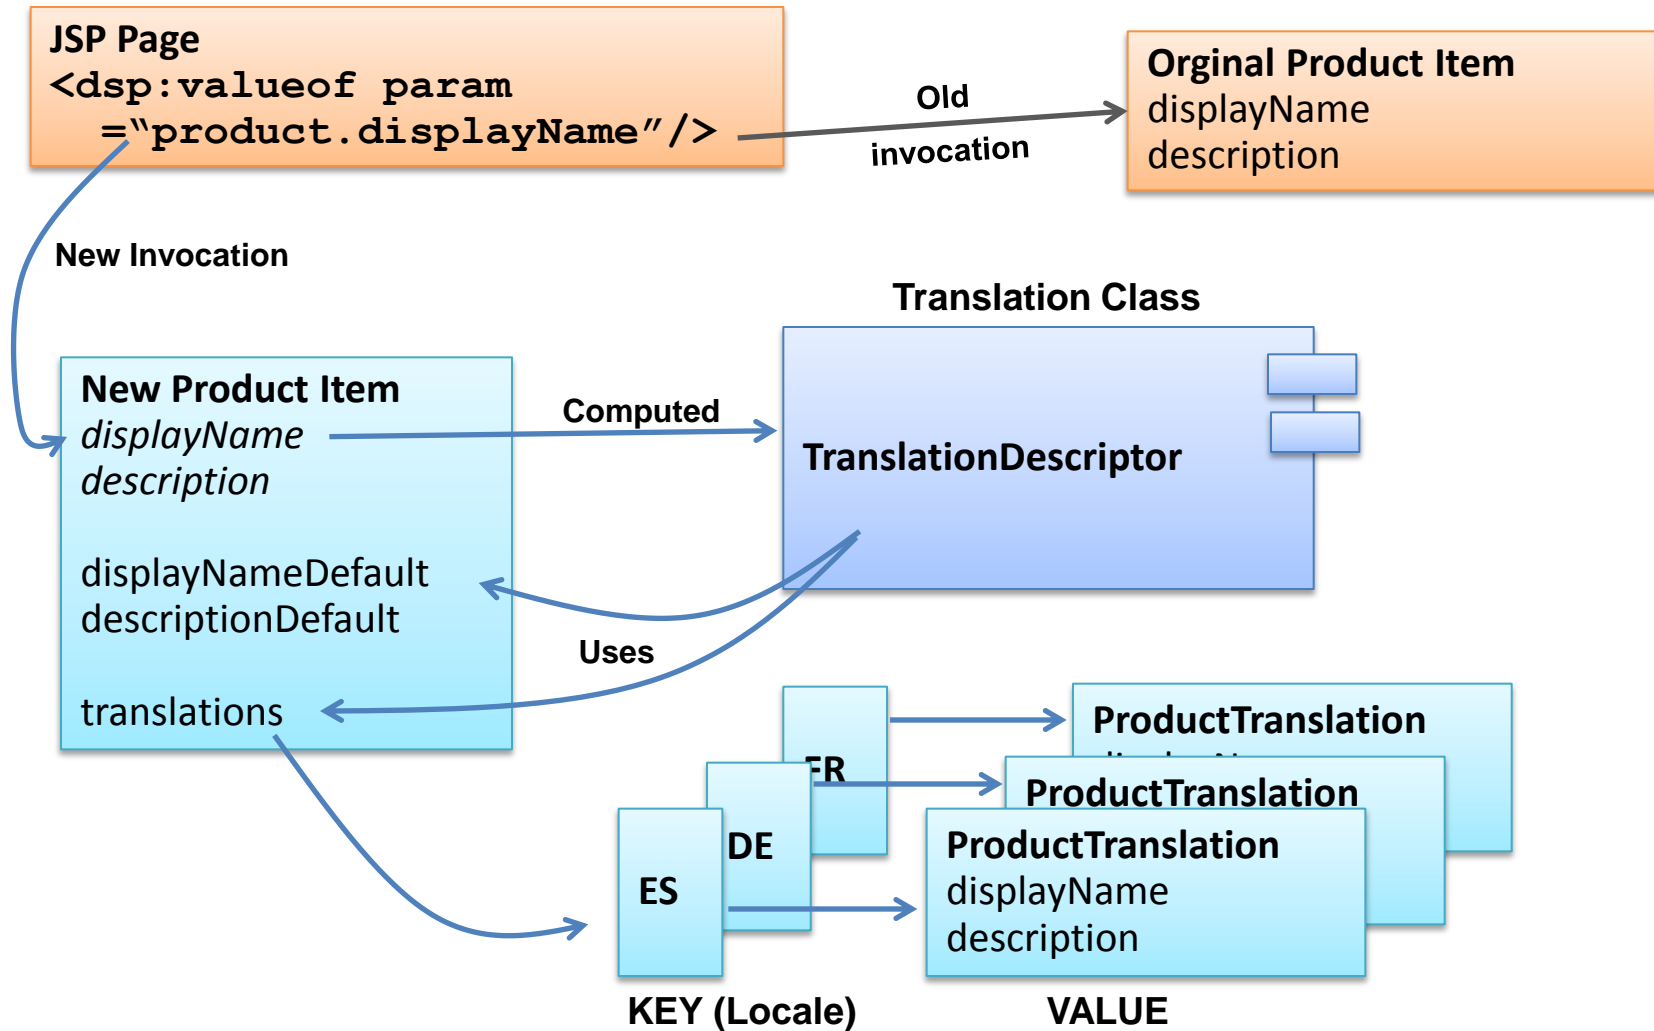 JSP Page
<dsp:valueof param
=“product.displayName”/>
Old
invocation
Orginal Product Item
displayName
description
New Invocation
Translation Class
New Product Item
displayName
description
displayNameDefault
descriptionDefault
translations
Computed
TranslationDescriptor
Uses
FR
DE
ES
ProductTranslation
displayName
ProductTranslation
ProductTranslation
displayName
description
KEY (Locale)
VALUE